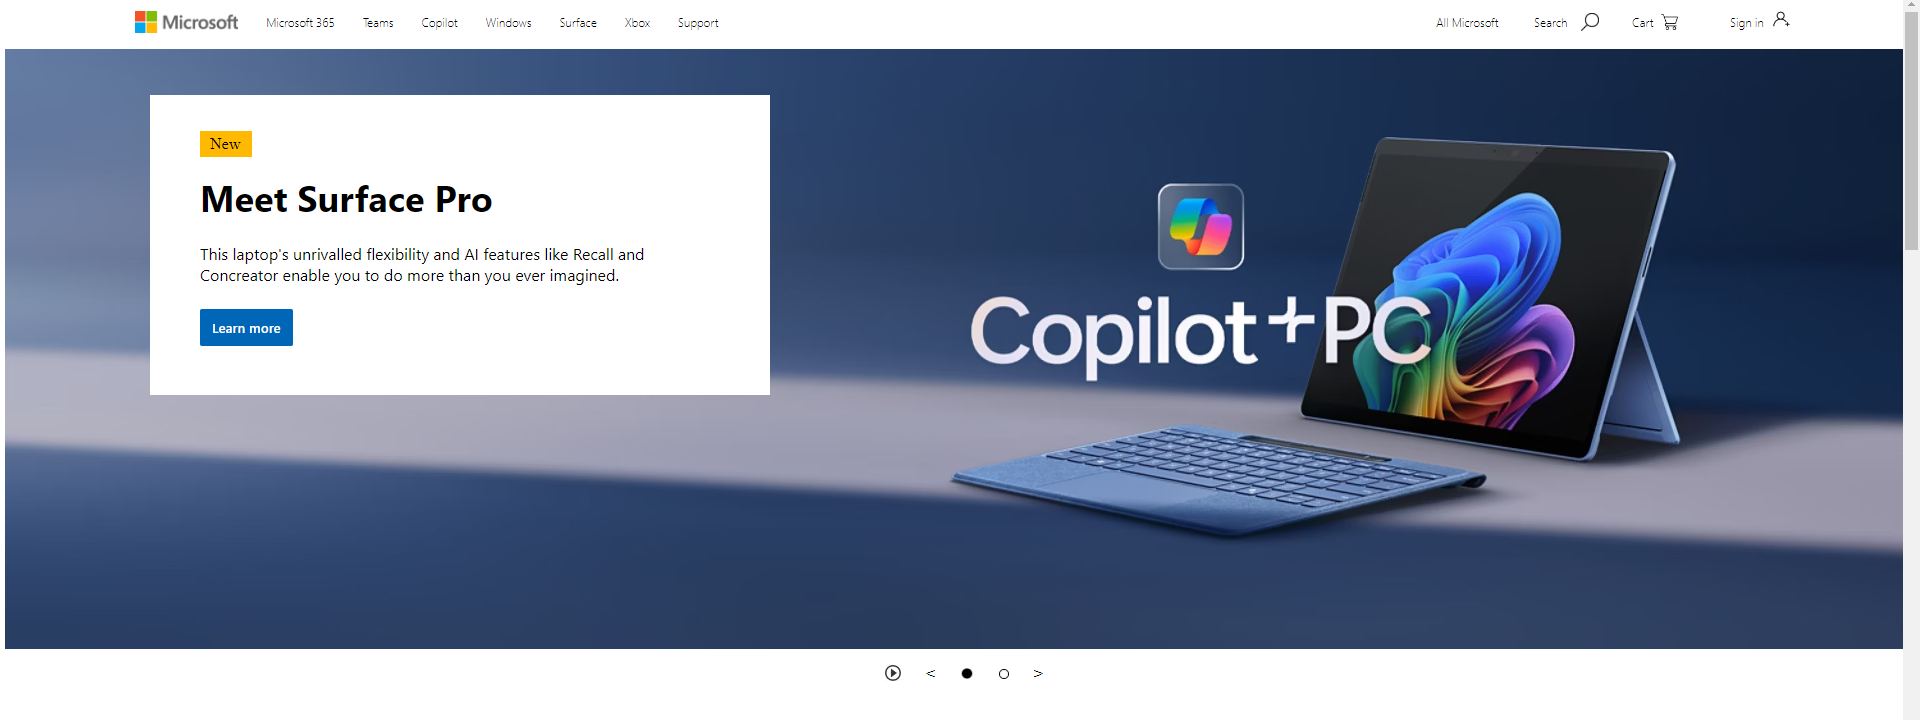 Microsoft
Microsoft 365
Teams
Copilot
Windows
Surface
Xbox
Support
All Microsoft
Search
Cart
Sign in
New
Meet Surface Pro
This laptop's unrivalled flexibility and AI features like Recall and
Concreator enable you to do more than you ever imagined.
Learn more
Copilot+PC
< >